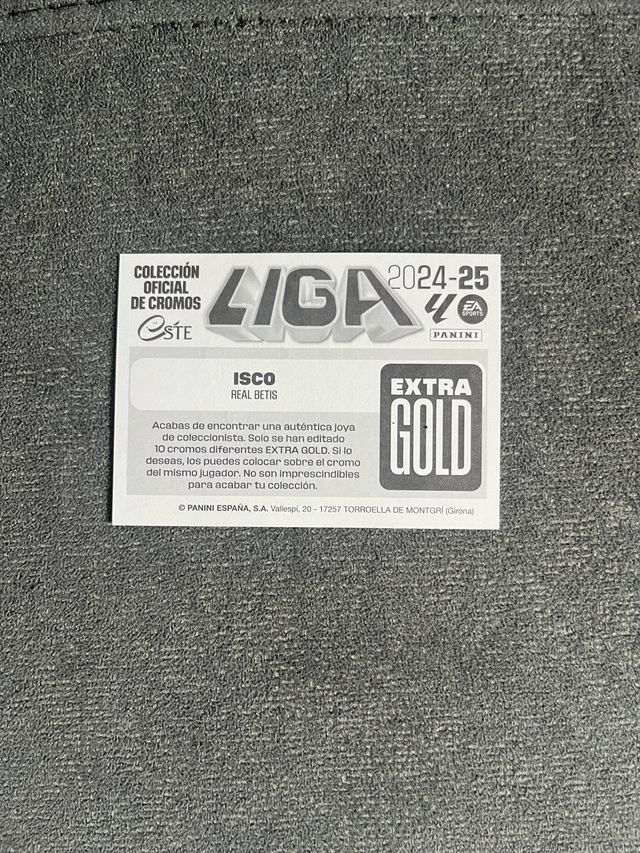 COLECCIÓN
OFICIAL
DE CROMOS
ESTE
LIGA
2024-25
EA
SPORTS
PANINI
ISCO
REAL BETIS
EXTRA
GOLD
Acabas de encontrar una auténtica joya
de coleccionista. Solo se han editado
10 cromos diferentes EXTRA GOLD. Si lo
deseas, los puedes colocar sobre el cromo
del mismo jugador. No son imprescindibles
para acabar tu colección.
© PANINI ESPAÑA, S.A. Vallespí, 20 - 17257 TORROELLA DE MONTGRÍ (Girona)